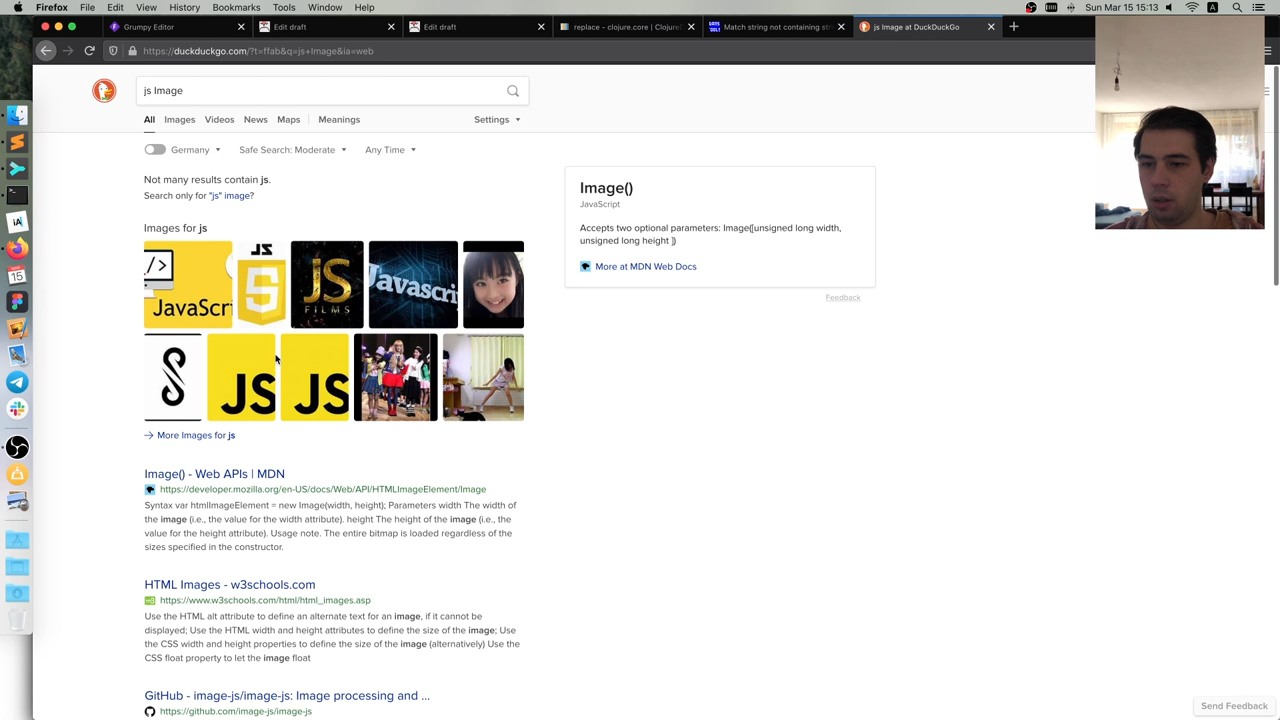 Firefox File Edit View History Bookmarks Tools Window Help
Mon Mar 15 15:15:13
Grumpy Editor
Edit draft
Edit draft
replace - clojure.core | ClojureD
Match string not containing str
js Image at DuckDuckGo
https://duckduckgo.com/?t=ffab&q=js+Image&ia=web
js Image
All Images Videos News Maps Meanings Settings
Germany Safe Search: Moderate Any Time
Not many results contain js.
Search only for "js" image?
Images for js
</> JavaScri
JS
JS FILMS
Javascri
JS
JS
More Images for js
Image()
JavaScript
Accepts two optional parameters: Image([unsigned long width,
unsigned long height ])
More at MDN Web Docs
Feedback
Image() - Web APIs | MDN
https://developer.mozilla.org/en-US/docs/Web/API/HTMLImageElement/Image
Syntax var htmlImageElement = new Image(width, height); Parameters width The width of
the image (i.e., the value for the width attribute). height The height of the image (i.e., the
value for the height attribute). Usage note. The entire bitmap is loaded regardless of the
sizes specified in the constructor.
HTML Images - w3schools.com
https://www.w3schools.com/html/html_images.asp
Use the HTML alt attribute to define an alternate text for an image, if it cannot be
displayed; Use the HTML width and height attributes to define the size of the image; Use
the CSS width and height properties to define the size of the image (alternatively) Use the
CSS float property to let the image float
GitHub - image-js/image-js: Image processing and ...
https://github.com/image-js/image-js
Send Feedback